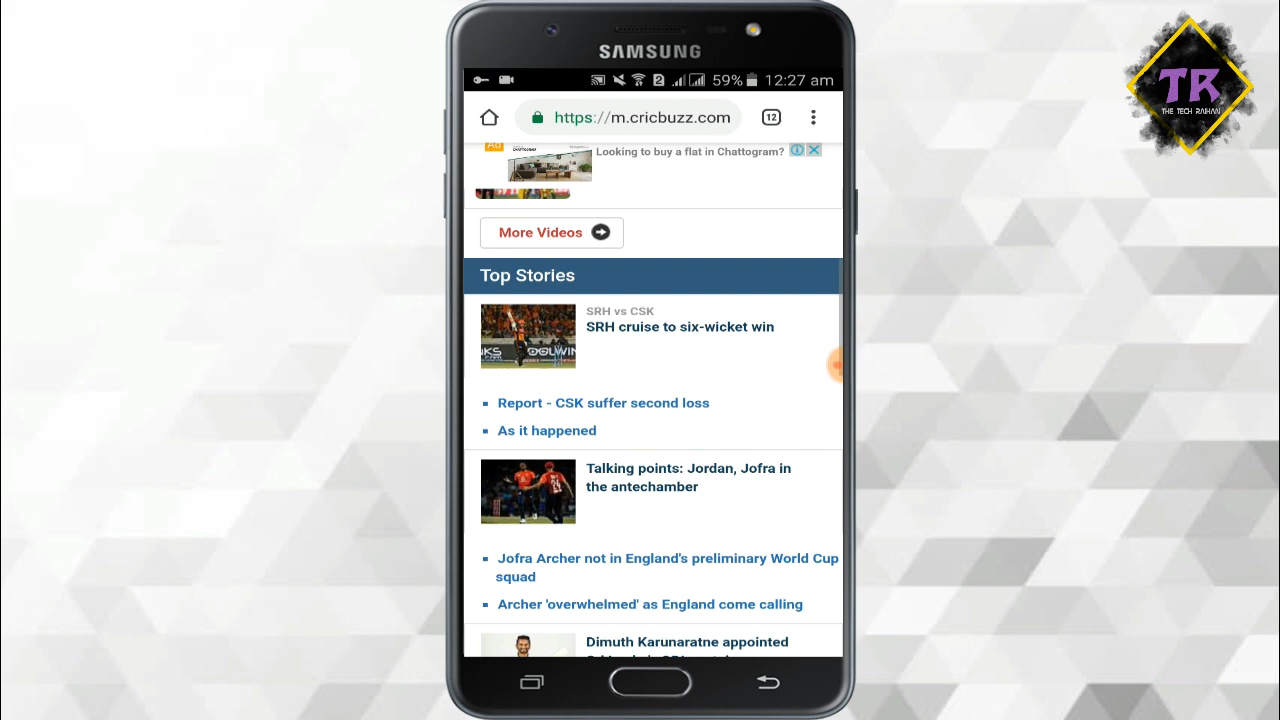 SAMSUNG
2
59%
12:27 am
https://m.cricbuzz.com
12
Ad
CHATTOGRAM
Looking to buy a flat in Chattogram?
More Videos
Top Stories
SRH vs CSK
SRH cruise to six-wicket win
Report - CSK suffer second loss
As it happened
Talking points: Jordan, Jofra in
the antechamber
Jofra Archer not in England's preliminary World Cup
squad
Archer 'overwhelmed' as England come calling
Dimuth Karunaratne appointed
TR
THE TECH RAIHAN